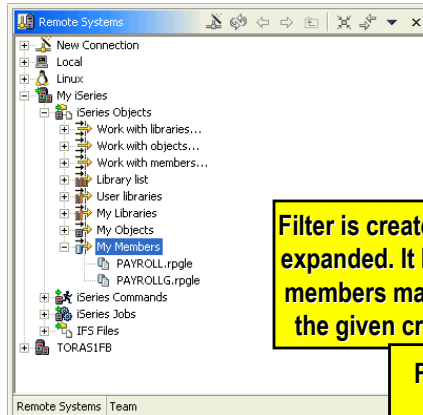 Remote Systems
New Connection
Local
Linux
My iSeries
iSeries Objects
Work with libraries...
Work with objects...
Work with members...
Library list
User libraries
My Libraries
My Objects
My Members
PAYROLL.rpgle
PAYROLLG.rpgle
iSeries Commands
iSeries Jobs
IFS Files
TORAS1FB
Filter is create
expanded. It
members ma
the given cr
F
Remote Systems Team